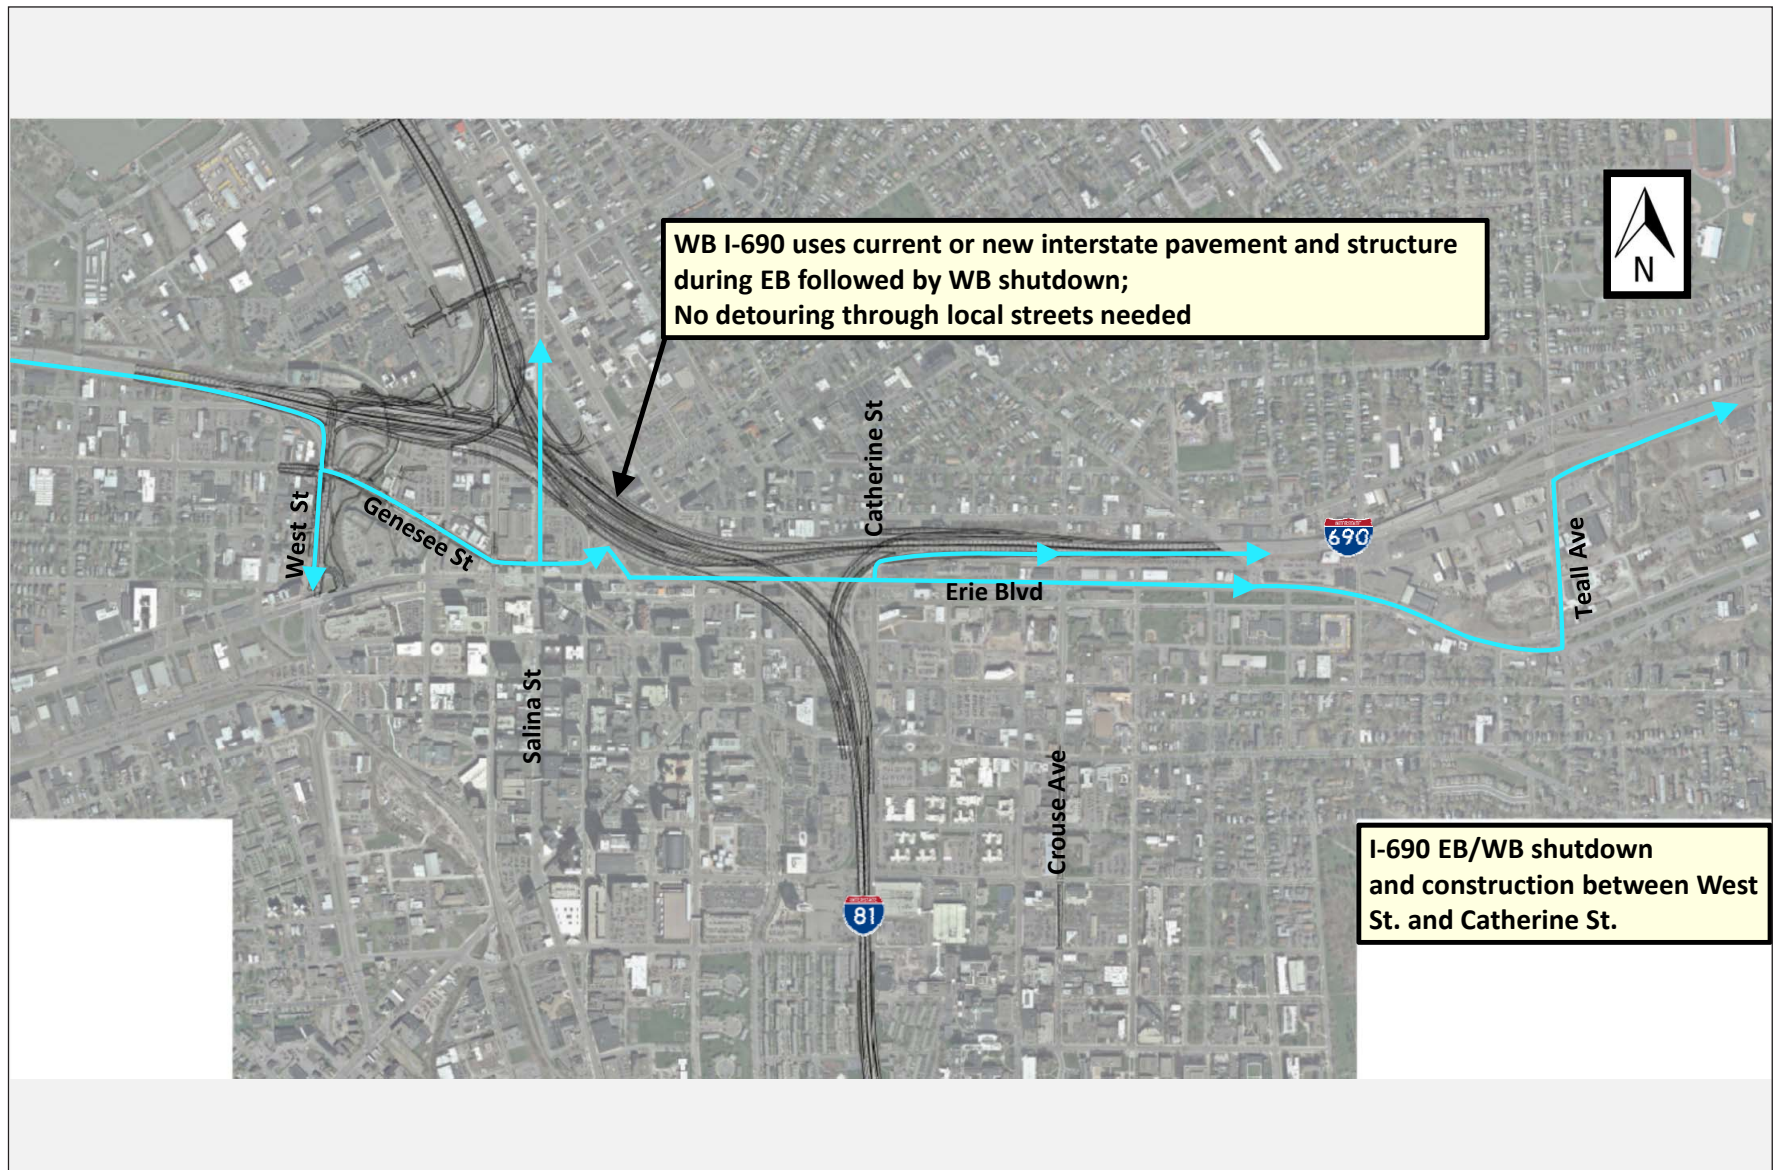 WB I-690 uses current or new interstate pavement and structure
during EB followed by WB shutdown;
No detouring through local streets needed
N
Catherine St
INTERSTATE
690
West St
Genesee St
Erie Blvd
Teall Ave
Salina St
Crouse Ave
I-690 EB/WB shutdown
and construction between West
St. and Catherine St.
INTERSTATE
81